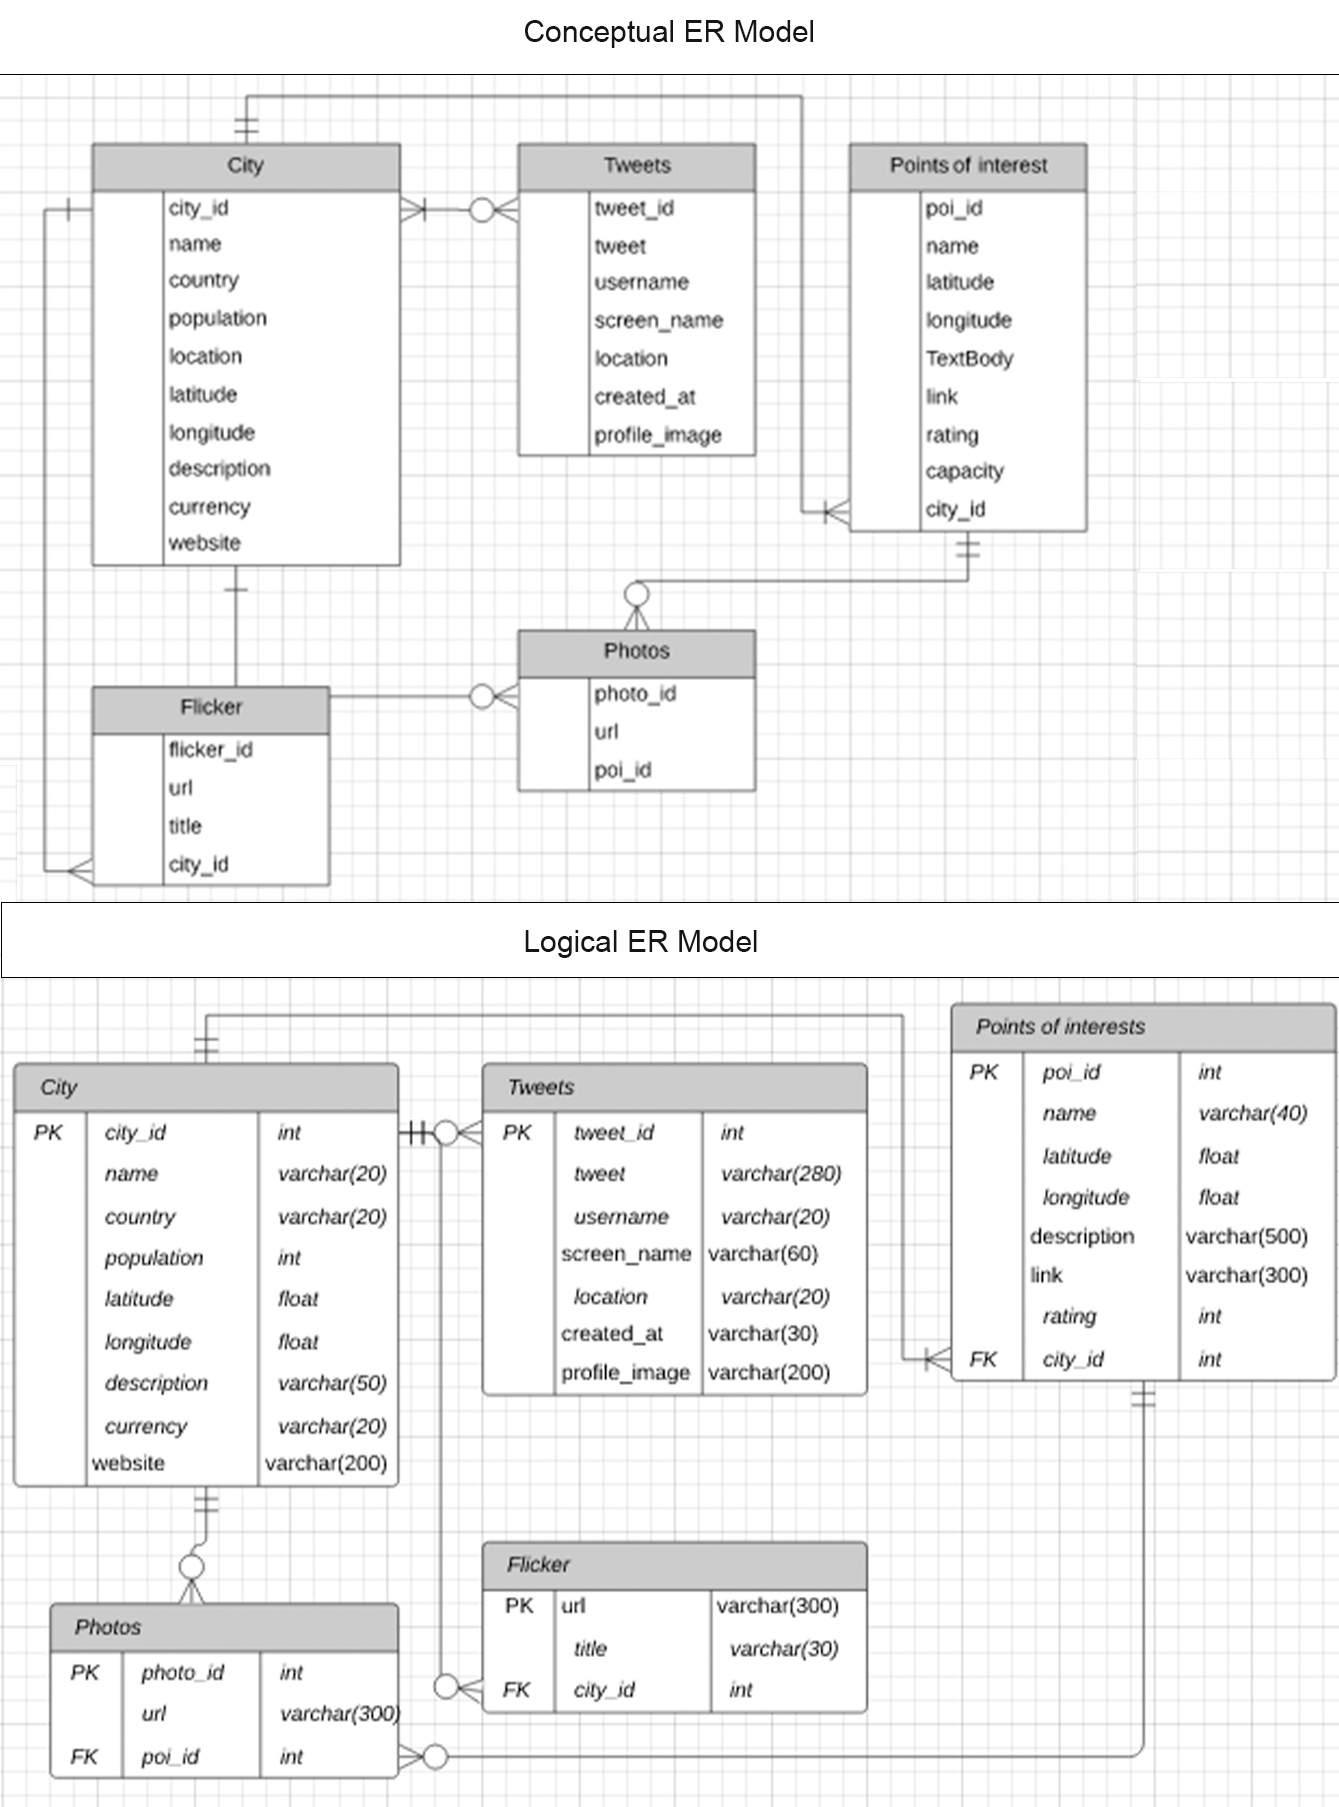 Conceptual ER Model
City
city_id
name
country
population
location
latitude
longitude
description
currency
website
Tweets
tweet_id
tweet
username
screen_name
location
created_at
profile_image
Points of interest
poi_id
name
latitude
longitude
TextBody
link
rating
capacity
city_id
Flicker
flicker_id
url
title
city_id
Photos
photo_id
url
poi_id
Logical ER Model
City
PK city_id int
name varchar(20)
country varchar(20)
population int
latitude float
longitude float
description varchar(50)
currency varchar(20)
website varchar(200)
Tweets
PK tweet_id int
tweet varchar(280)
username varchar(20)
screen_name varchar(60)
location varchar(20)
created_at varchar(30)
profile_image varchar(200)
Points of interests
PK poi_id int
name varchar(40)
latitude float
longitude float
description varchar(500)
link varchar(300)
rating int
FK city_id int
Flicker
PK url varchar(300)
title varchar(30)
FK city_id int
Photos
PK photo_id int
url varchar(300)
FK poi_id int